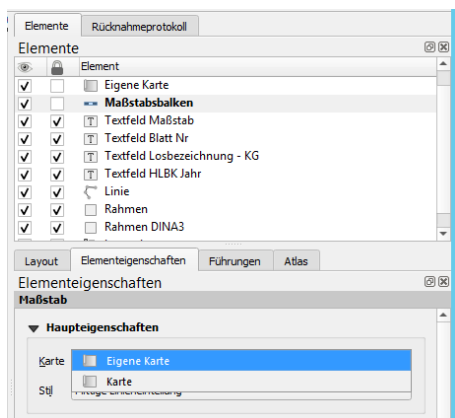 Elemente Rücknahmeprotokoll
Elemente
Element
Eigene Karte
Maßstabsbalken
T Textfeld Maßstab
T Textfeld Blatt Nr
T Textfeld Losbezeichnung - KG
T Textfeld HLBK Jahr
Linie
Rahmen
Rahmen DINA3
Layout Elementeigenschaften Führungen Atlas
Elementeigenschaften
Maßstab
Haupteigenschaften
Karte Eigene Karte
Karte
Stil